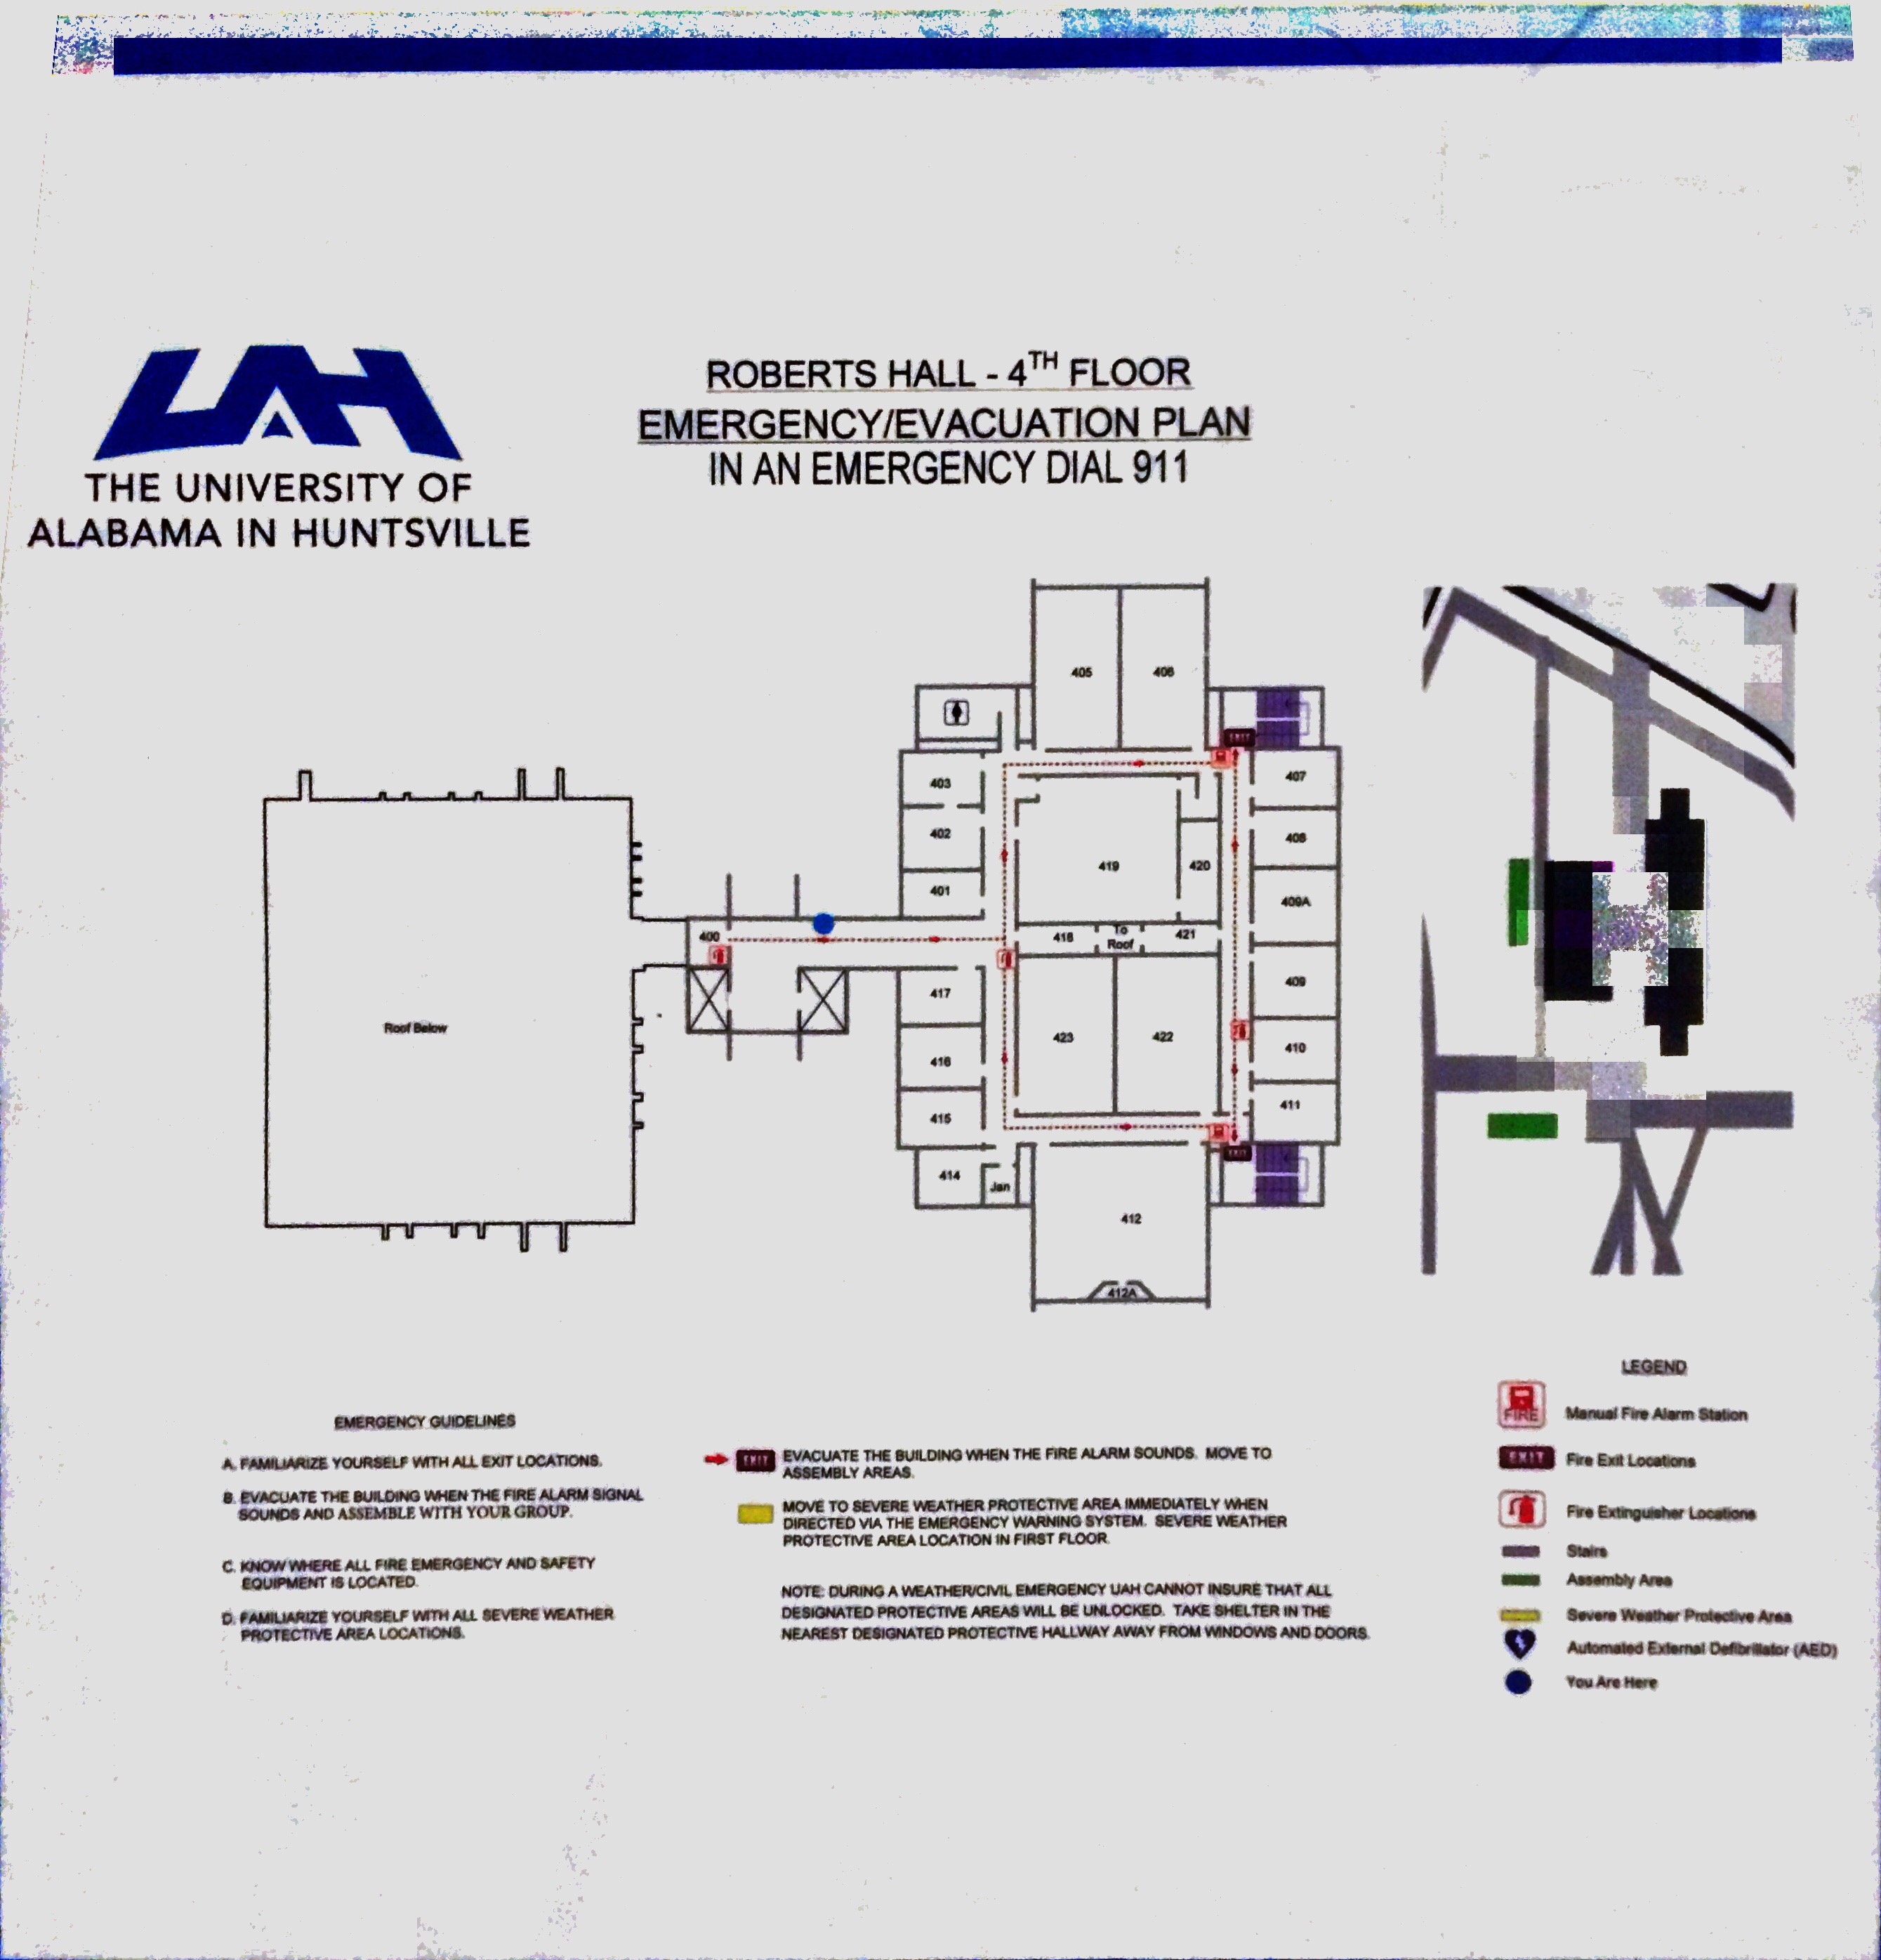 UAH
THE UNIVERSITY OF
ALABAMA IN HUNTSVILLE
ROBERTS HALL - 4TH FLOOR
EMERGENCY/EVACUATION PLAN
IN AN EMERGENCY DIAL 911
405
406
403
407
402
408
419
420
401
409A
400
418
To
Roof
421
417
409
Roof Below
423
422
416
410
415
411
414
Jan
412
412A
EXIT
EXIT
LEGEND
FIRE
Manual Fire Alarm Station
EXIT
Fire Exit Locations
Fire Extinguisher Locations
Stairs
Assembly Area
Severe Weather Protective Area
Automated External Defibrillator (AED)
You Are Here
EMERGENCY GUIDELINES
A. FAMILIARIZE YOURSELF WITH ALL EXIT LOCATIONS.
B. EVACUATE THE BUILDING WHEN THE FIRE ALARM SIGNAL
SOUNDS AND ASSEMBLE WITH YOUR GROUP.
C. KNOW WHERE ALL FIRE EMERGENCY AND SAFETY
EQUIPMENT IS LOCATED.
D. FAMILIARIZE YOURSELF WITH ALL SEVERE WEATHER
PROTECTIVE AREA LOCATIONS.
EXIT
EVACUATE THE BUILDING WHEN THE FIRE ALARM SOUNDS. MOVE TO
ASSEMBLY AREAS.
MOVE TO SEVERE WEATHER PROTECTIVE AREA IMMEDIATELY WHEN
DIRECTED VIA THE EMERGENCY WARNING SYSTEM. SEVERE WEATHER
PROTECTIVE AREA LOCATION IN FIRST FLOOR.
NOTE: DURING A WEATHER/CIVIL EMERGENCY UAH CANNOT INSURE THAT ALL
DESIGNATED PROTECTIVE AREAS WILL BE UNLOCKED. TAKE SHELTER IN THE
NEAREST DESIGNATED PROTECTIVE HALLWAY AWAY FROM WINDOWS AND DOORS.